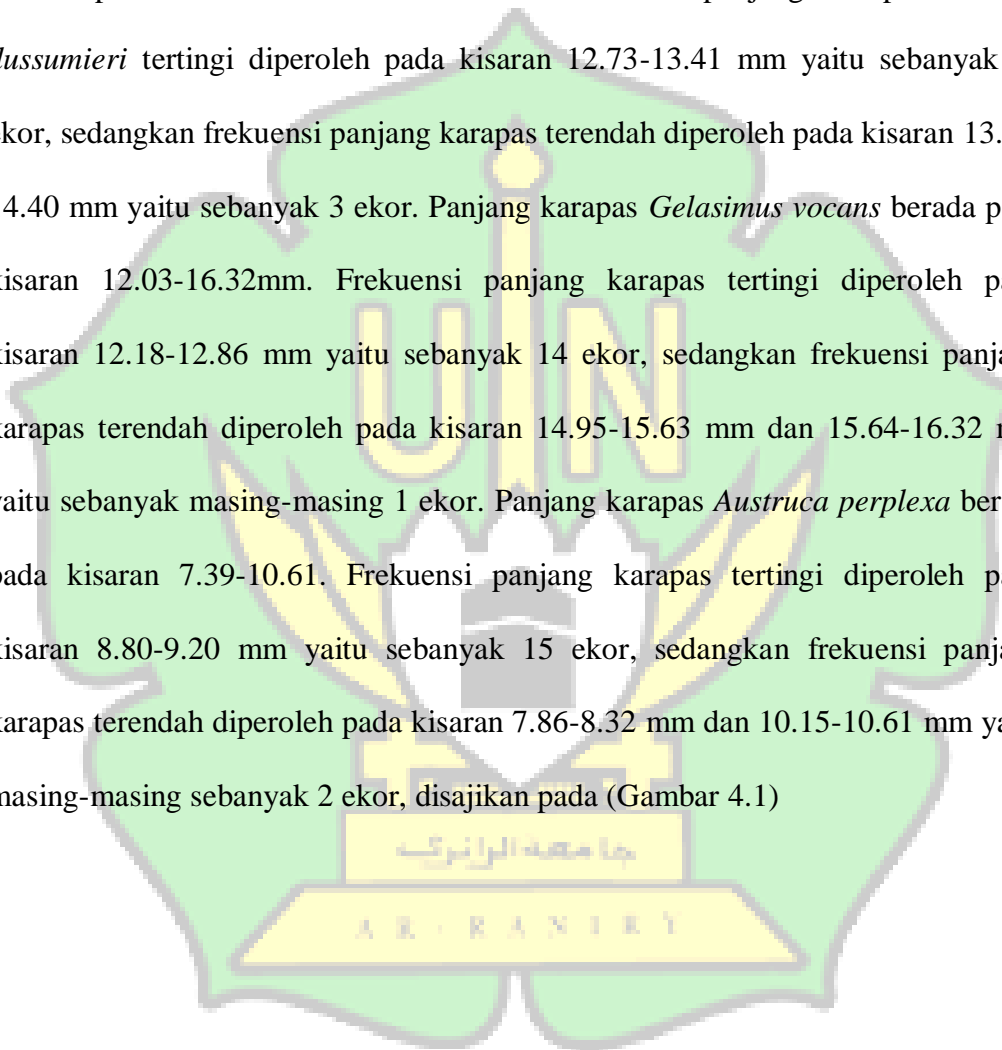 dussumieri tertingi diperoleh pada kisaran 12.73-13.41 mm yaitu sebanyak
ekor, sedangkan frekuensi panjang karapas terendah diperoleh pada kisaran 13.
4.40 mm yaitu sebanyak 3 ekor. Panjang karapas Gelasimus vocans berada p
kisaran 12.03-16.32mm. Frekuensi panjang karapas tertingi diperoleh pa
kisaran 12.18-12.86 mm yaitu sebanyak 14 ekor, sedangkan frekuensi panja
karapas terendah diperoleh pada kisaran 14.95-15.63 mm dan 15.64-16.32 m
yaitu sebanyak masing-masing 1 ekor. Panjang karapas Austruca perplexa ber
pada kisaran 7.39-10.61. Frekuensi panjang karapas tertingi diperoleh pa
kisaran 8.80-9.20 mm yaitu sebanyak 15 ekor, sedangkan frekuensi panja
karapas terendah diperoleh pada kisaran 7.86-8.32 mm dan 10.15-10.61 mm ya
masing-masing sebanyak 2 ekor, disajikan pada (Gambar 4.1)
UIN
جامعة الرانري
AR-RANIRY